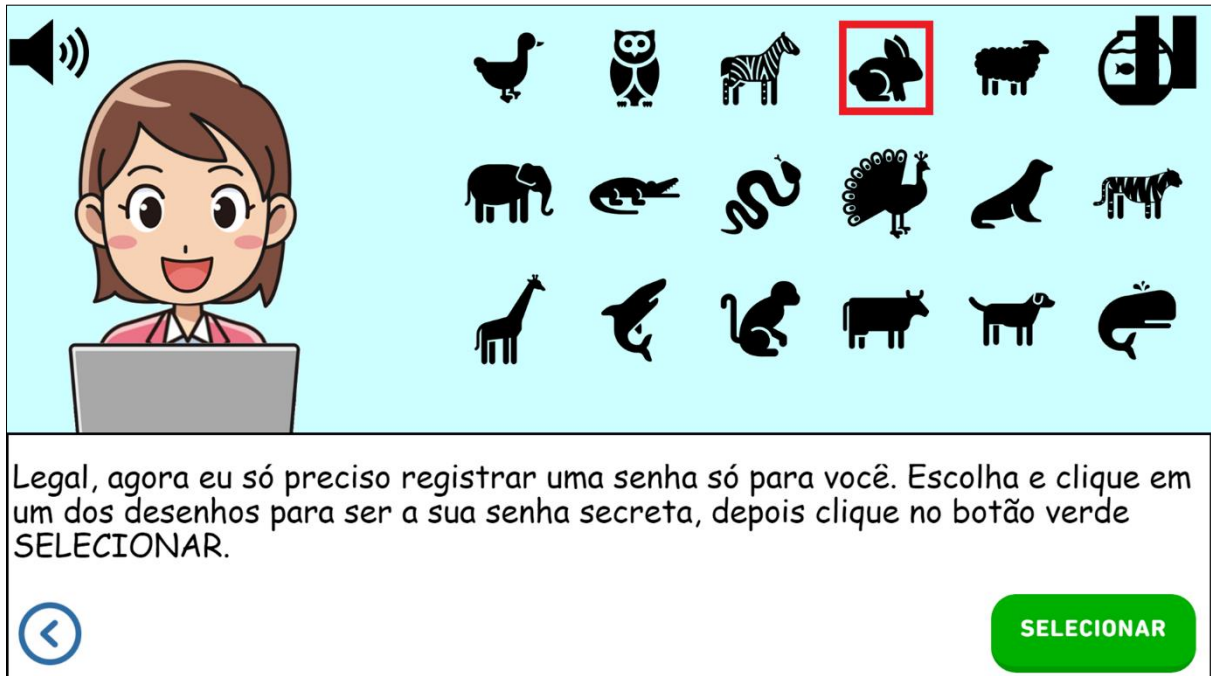 Legal, agora eu só preciso registrar uma senha só para você. Escolha e clique em
um dos desenhos para ser a sua senha secreta, depois clique no botão verde
SELECIONAR.
SELECIONAR